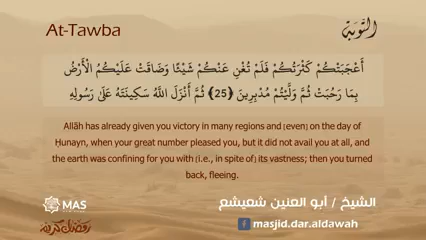 At-Tawba
التوبة
أَعْجَبَتْكُمْ كَثْرَتُكُمْ فَلَمْ تُغْنِ عَنْكُمْ شَيْئًا وَضَاقَتْ عَلَيْكُمُ الْأَرْضُ
بِمَا رَحُبَتْ ثُمَّ وَلَّيْتُمْ مُدْبِرِينَ ﴿25﴾ ثُمَّ أَنْزَلَ اللَّهُ سَكِينَتَهُ عَلَىٰ رَسُولِهِ
Allāh has already given you victory in many regions and [even] on the day of
Ḥunayn, when your great number pleased you, but it did not avail you at all, and
the earth was confining for you with (i.e., in spite of) its vastness; then you turned
back, fleeing.
MAS
الشيخ / أبو العنين شعيشع
رمضان كريم
masjid.dar.aldawah